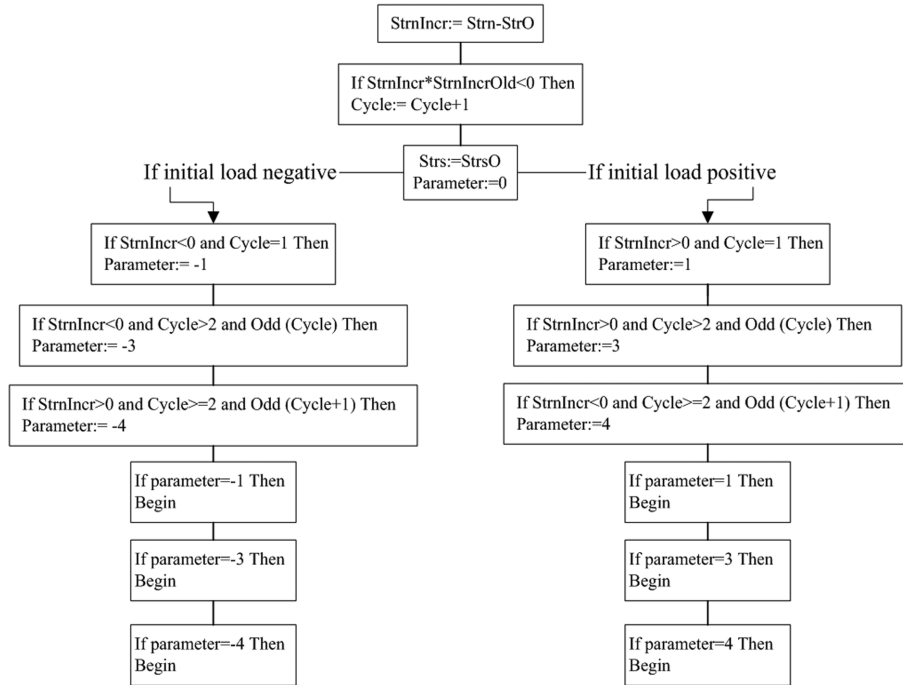 StrnIncr:= Strn-StrO
If StrnIncr*StrnIncrOld<0 Then
Cycle:= Cycle+1
Strs:=StrsO
Parameter:=0
If initial load negative
If StrnIncr<0 and Cycle=1 Then
Parameter:= -1
If StrnIncr<0 and Cycle>2 and Odd (Cycle) Then
Parameter:= -3
If StrnIncr>0 and Cycle>=2 and Odd (Cycle+1) Then
Parameter:= -4
If parameter=-1 Then
Begin
If parameter=-3 Then
Begin
If parameter=-4 Then
Begin
If initial load positive
If StrnIncr>0 and Cycle=1 Then
Parameter:=1
If StrnIncr>0 and Cycle>2 and Odd (Cycle) Then
Parameter:=3
If StrnIncr<0 and Cycle>=2 and Odd (Cycle+1) Then
Parameter:=4
If parameter=1 Then
Begin
If parameter=3 Then
Begin
If parameter=4 Then
Begin